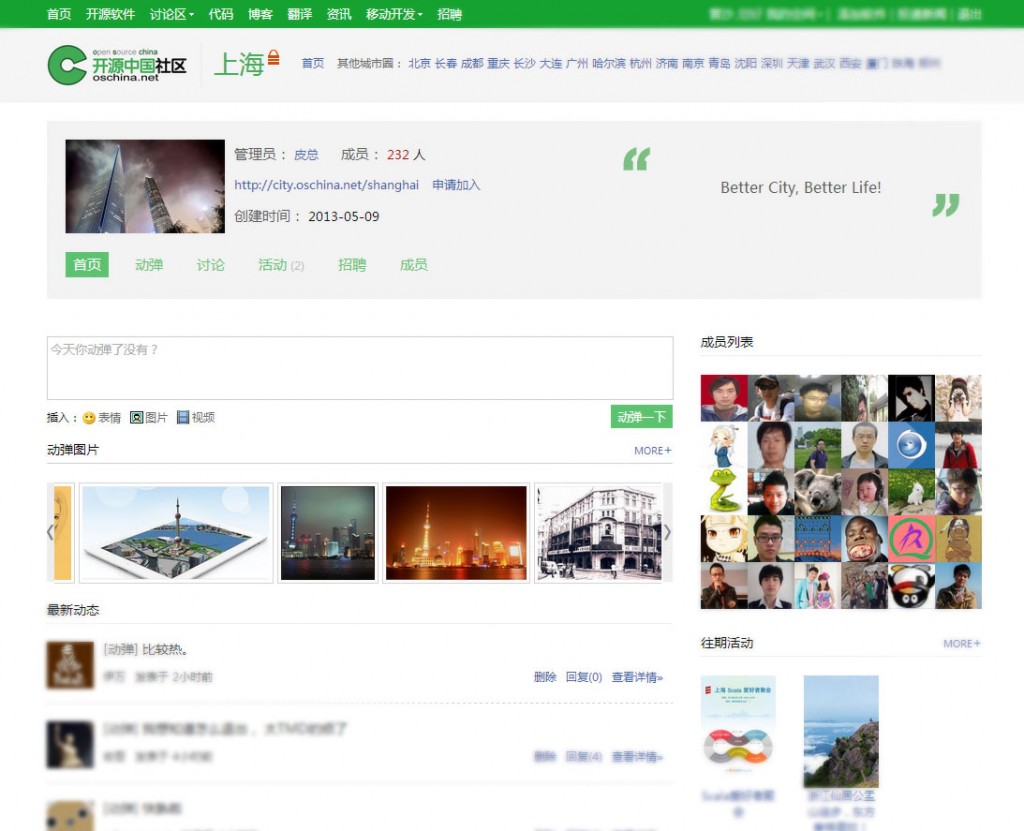 首页 开源软件 讨论区 代码 博客 翻译 资讯 移动开发 招聘
open source china
开源中国社区
oschina.net
上海
首页 其他城市圈： 北京 长春 成都 重庆 长沙 大连 广州 哈尔滨 杭州 济南 南京 青岛 沈阳 深圳 天津 武汉 西安 厦门
管理员： 皮总 成员： 232 人
http://city.oschina.net/shanghai 申请加入
创建时间： 2013-05-09
“ Better City, Better Life! ”
首页 动弹 讨论 活动 (2) 招聘 成员
今天你动弹了没有？
插入： 表情 图片 视频 动弹一下
动弹图片 MORE+
最新动态
[动弹] 比较热。
发表于 2小时前 删除 回复(0) 查看详情»
删除 回复(4) 查看详情»
成员列表
往期活动 MORE+
上海 Scala 爱好者聚会